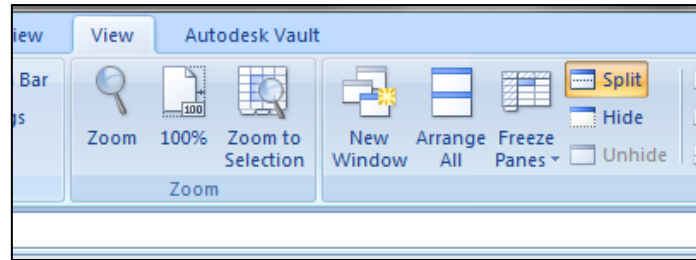 iew View Autodesk Vault
Bar
gs
Zoom
100%
100
Zoom to
Selection
Zoom
New
Window
Arrange
All
Freeze
Panes
Split
Hide
Unhide